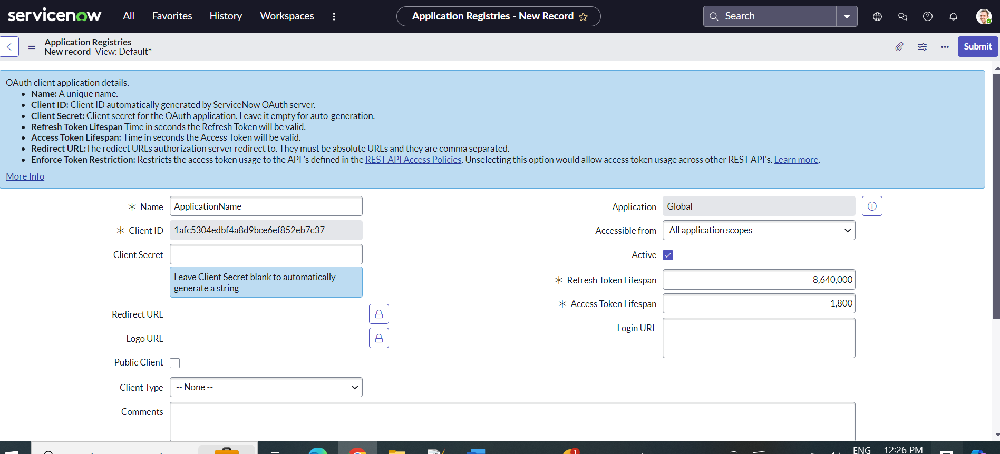 servicenow
All
Favorites
History
Workspaces
Application Registries - New Record
Search
Application Registries
New record View: Default*
Submit
OAuth client application details.
Name: A unique name.
Client ID: Client ID automatically generated by ServiceNow OAuth server.
Client Secret: Client secret for the OAuth application. Leave it empty for auto-generation.
Refresh Token Lifespan Time in seconds the Refresh Token will be valid.
Access Token Lifespan: Time in seconds the Access Token will be valid.
Redirect URL:The rediect URLs authorization server redirect to. They must be absolute URLs and they are comma separated.
Enforce Token Restriction: Restricts the access token usage to the API 's defined in the REST API Access Policies. Unselecting this option would allow access token usage across other REST API's. Learn more.
More Info
Name
ApplicationName
Client ID
1afc5304edbf4a8d9bce6ef852eb7c37
Client Secret
Leave Client Secret blank to automatically
generate a string
Redirect URL
Logo URL
Public Client
Client Type
-- None --
Comments
Application
Global
Accessible from
All application scopes
Active
Refresh Token Lifespan
8,640,000
Access Token Lifespan
1,800
Login URL
1
ENG
12:26 PM